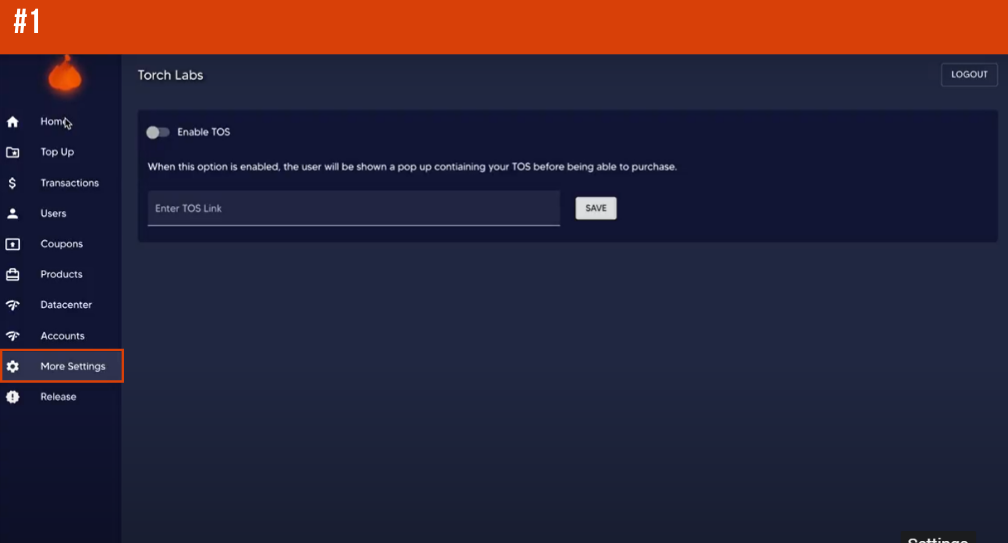 #1
Torch Labs
LOGOUT
Home
Top Up
Transactions
Users
Coupons
Products
Datacenter
Accounts
More Settings
Release
Enable TOS
When this option is enabled, the user will be shown a pop up contiaining your TOS before being able to purchase.
Enter TOS Link
SAVE
Settings